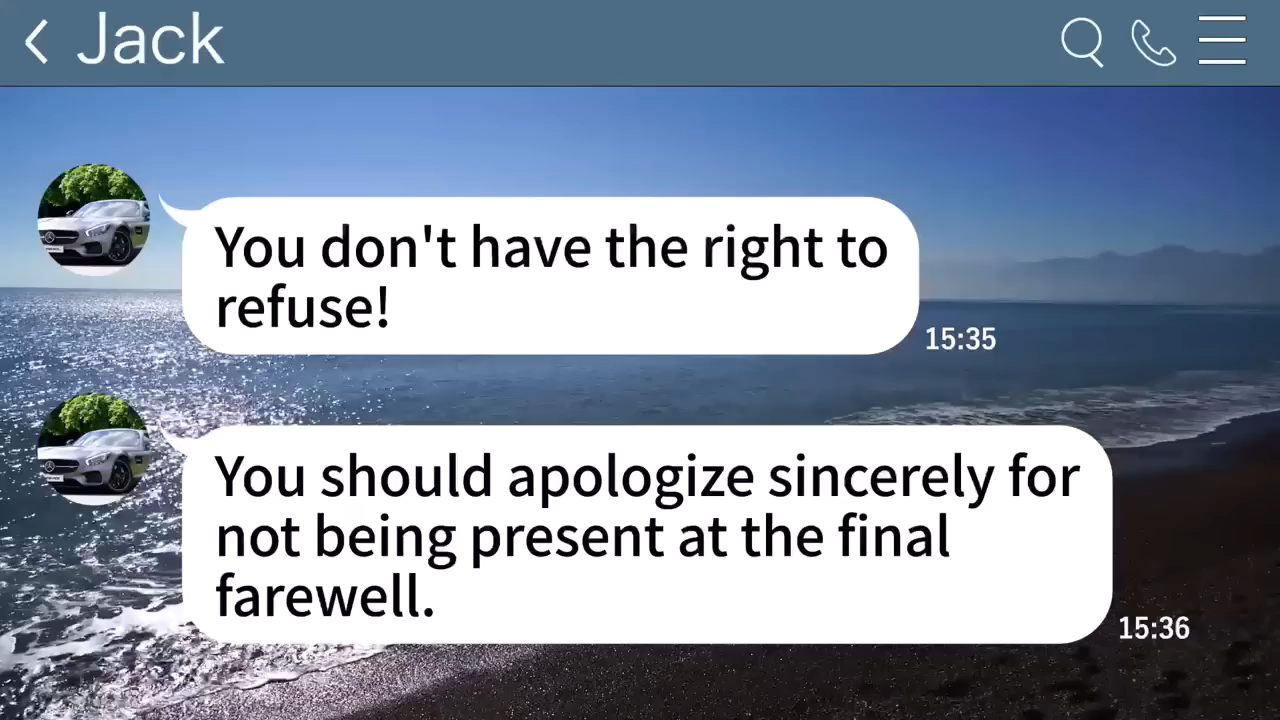 Jack
You don't have the right to
refuse!
15:35
You should apologize sincerely for
not being present at the final
farewell.
15:36